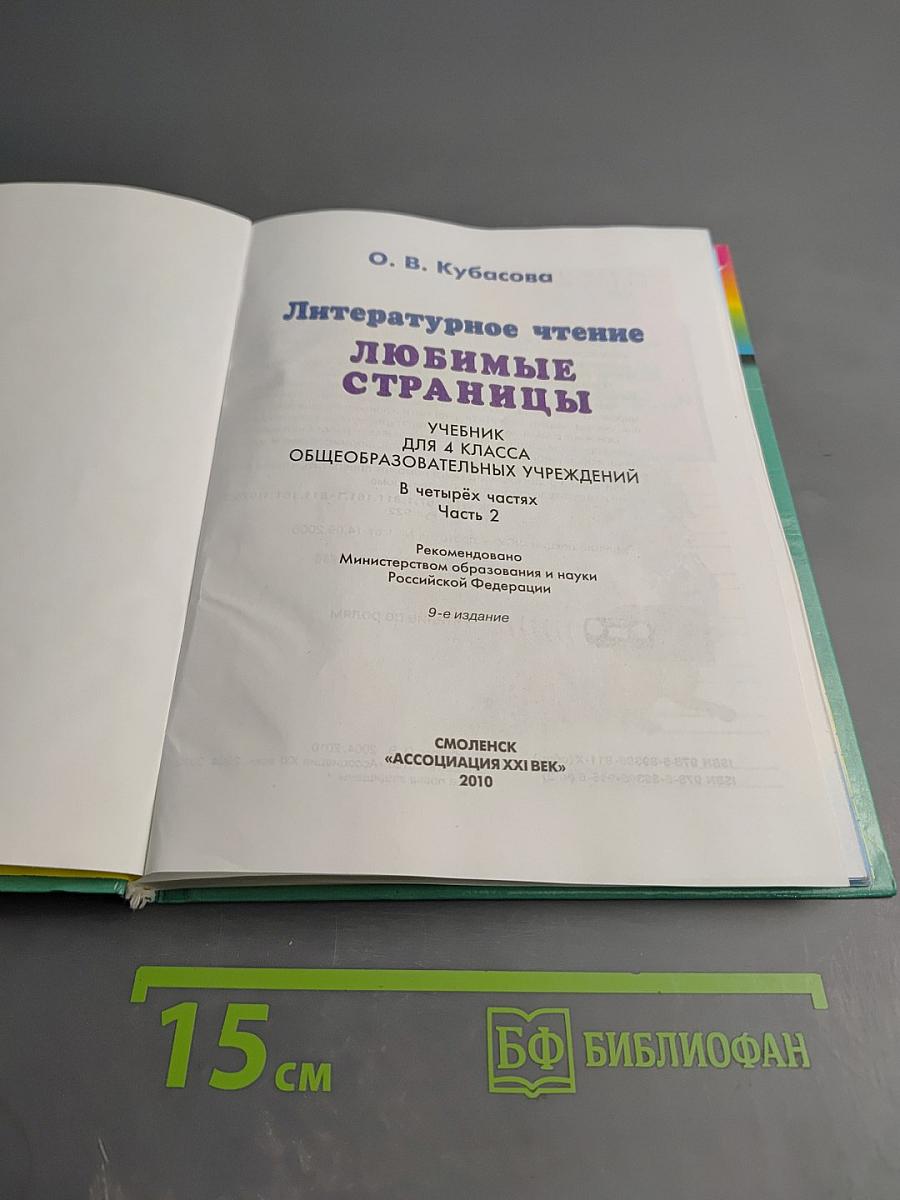 О. В. Кубасова
Литературное чтение
ЛЮБИМЫЕ
СТРАНИЦЫ
УЧЕБНИК
ДЛЯ 4 КЛАССА
ОБЩЕОБРАЗОВАТЕЛЬНЫХ УЧРЕЖДЕНИЙ
В четырёх частях
Часть 2
Рекомендовано
Министерством образования и науки
Российской Федерации
9-е издание
СМОЛЕНСК
«АССОЦИАЦИЯ XXI ВЕК»
2010
15 см
БФ БИБЛИОФАН